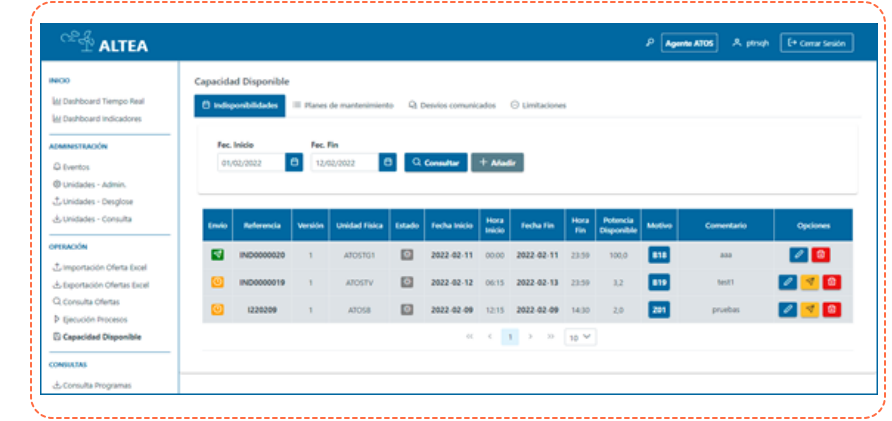 ALTEA
Agente ATOS
ptrsqh
Cerrar Sesión
INICIO
Dashboard Tiempo Real
Dashboard Indicadores
ADMINISTRACIÓN
Eventos
Unidades - Admin.
Unidades - Desglose
Unidades - Consulta
OPERACIÓN
Importación Oferta Excel
Exportación Ofertas Excel
Consulta Ofertas
Ejecución Procesos
Capacidad Disponible
CONSULTAS
Consulta Programas
Capacidad Disponible
Indisponibilidades Planes de mantenimiento Desvíos comunicados Limitaciones
Fec. Inicio Fec. Fin
01/02/2022 12/02/2022 Consultar + Añadir
Envío Referencia Versión Unidad Física Estado Fecha Inicio Hora Inicio Fecha Fin Hora Fin Potencia Disponible Motivo Comentario Opciones
IND0000020 1 ATOSTG1 2022-02-11 00:00 2022-02-11 23:59 100,0 B18 aaa
IND0000019 1 ATOSTV 2022-02-12 06:15 2022-02-13 23:59 3,2 B19 test1
I220209 1 ATOSB 2022-02-09 12:15 2022-02-09 14:30 2,0 Z01 pruebas
« ‹ 1 › » 10